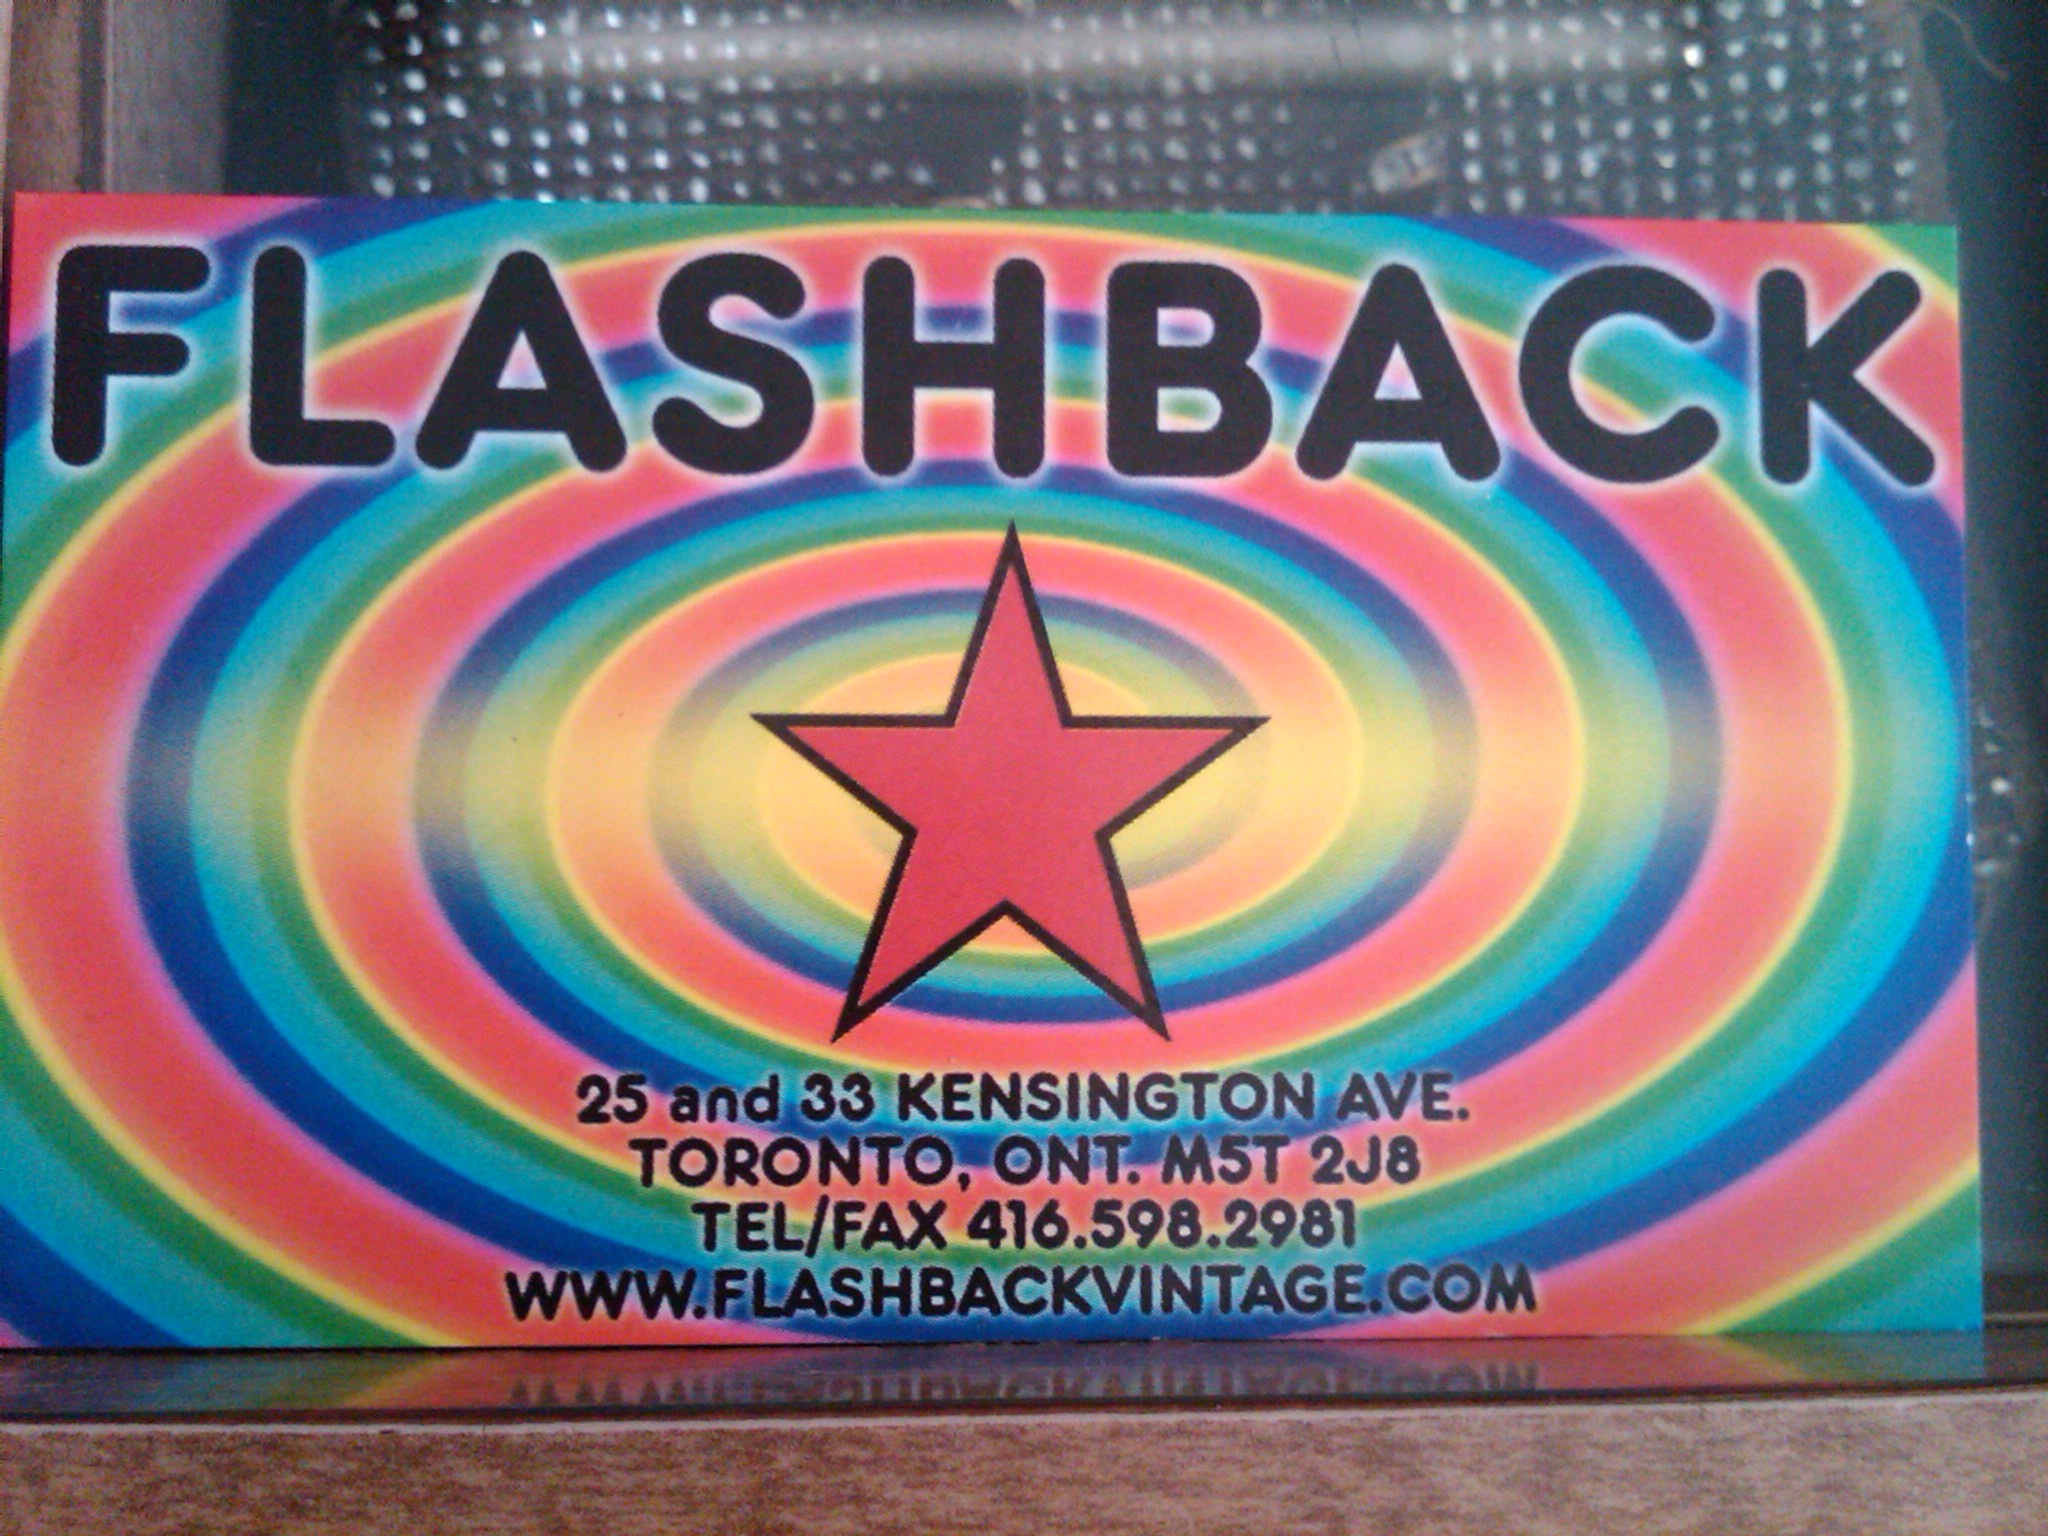 FLASHBACK
25 and 33 KENSINGTON AVE.
TORONTO, ONT. M5T 2J8
TEL/FAX 416.598.2981
WWW.FLASHBACKVINTAGE.COM